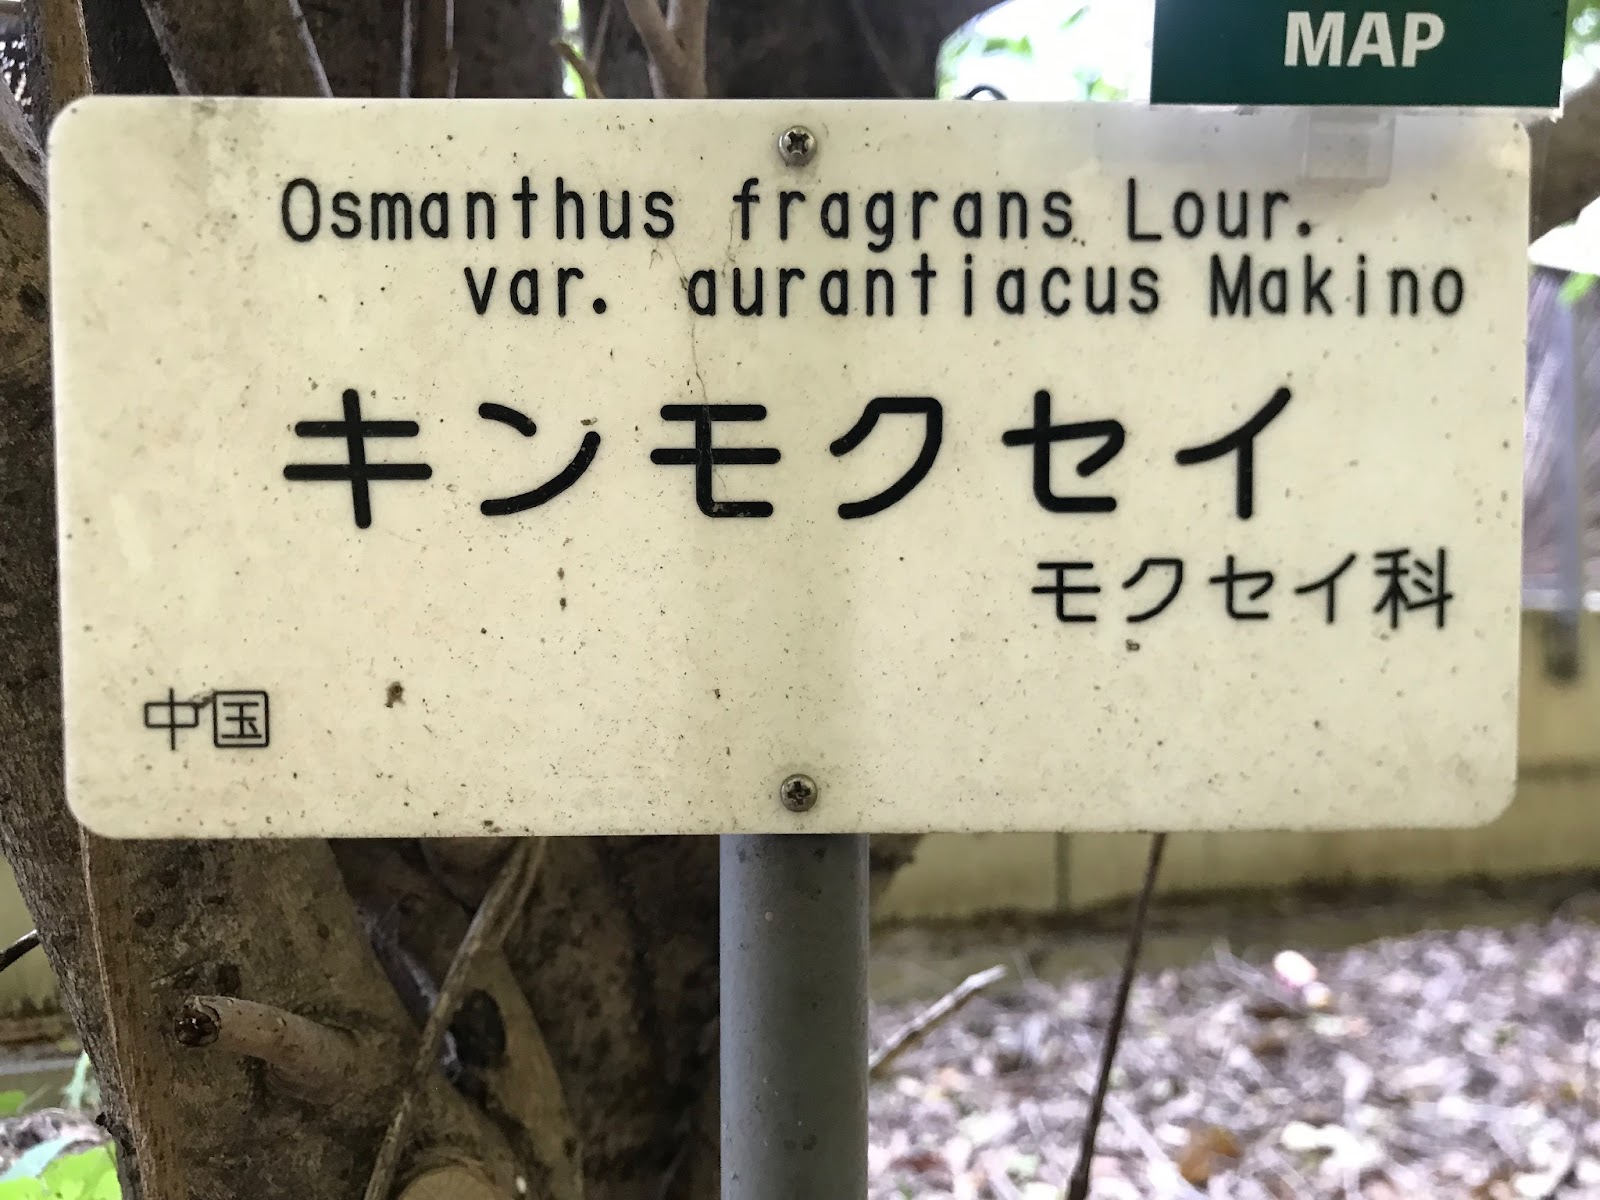 MAP
Osmanthus fragrans Lour.
var. aurantiacus Makino
キンモクセイ
モクセイ科
中国